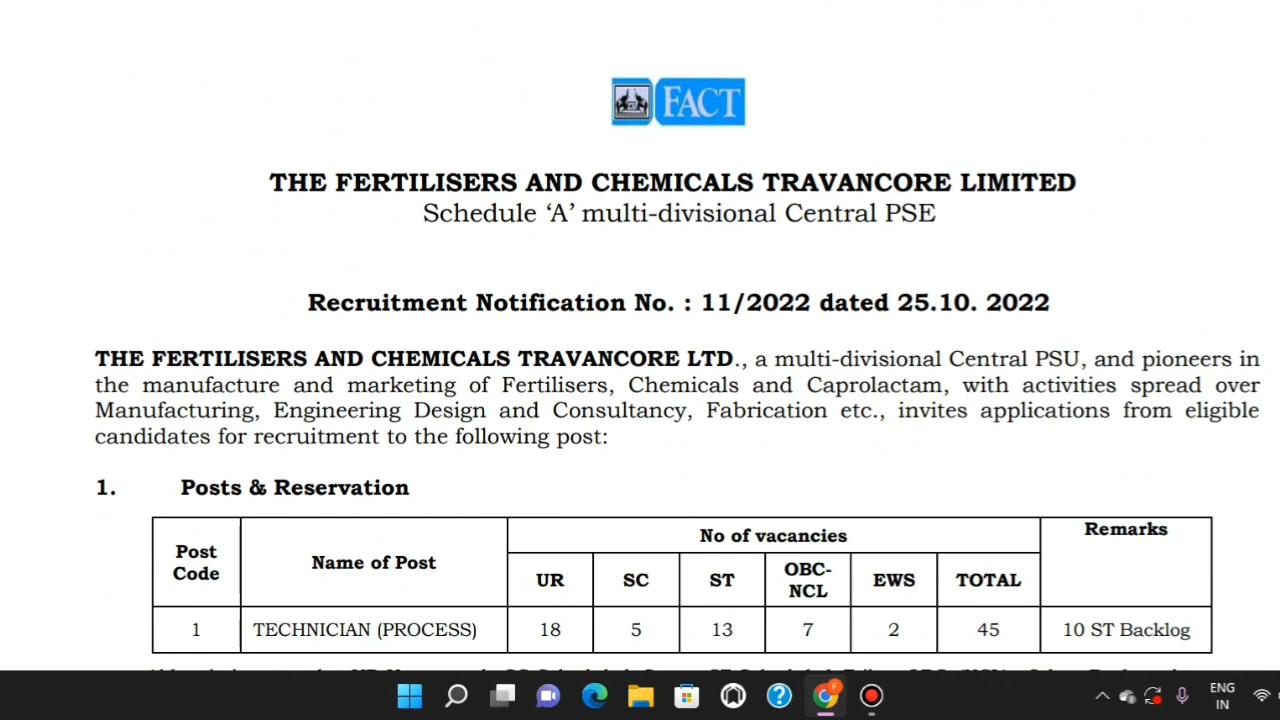 FACT
THE FERTILISERS AND CHEMICALS TRAVANCORE LIMITED
Schedule ‘A’ multi-divisional Central PSE
Recruitment Notification No. : 11/2022 dated 25.10. 2022
THE FERTILISERS AND CHEMICALS TRAVANCORE LTD., a multi-divisional Central PSU, and pioneers in
the manufacture and marketing of Fertilisers, Chemicals and Caprolactam, with activities spread over
Manufacturing, Engineering Design and Consultancy, Fabrication etc., invites applications from eligible
candidates for recruitment to the following post:
1. Posts & Reservation
Post Code Name of Post No of vacancies Remarks
UR SC ST OBC-NCL EWS TOTAL
1 TECHNICIAN (PROCESS) 18 5 13 7 2 45 10 ST Backlog
ENG
IN